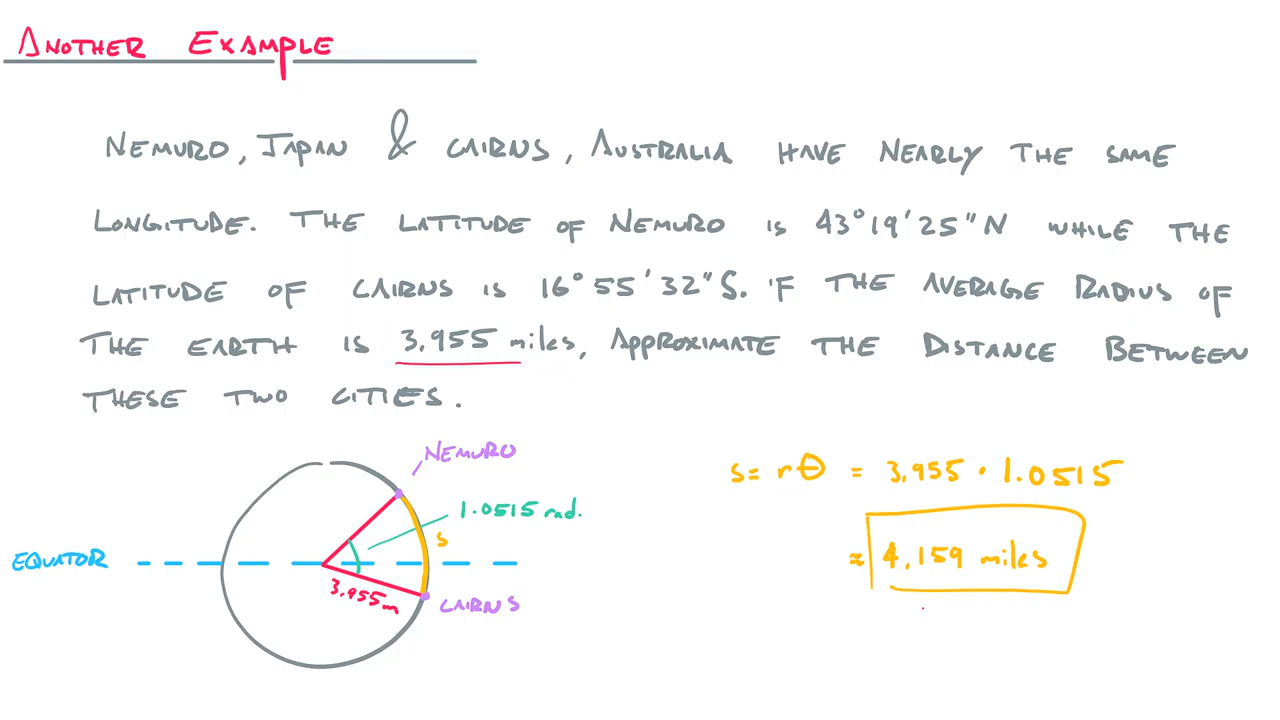 ANOTHER EXAMPLE
NEMURO, JAPAN & CAIRNS, AUSTRALIA HAVE NEARLY THE SAME
LONGITUDE. THE LATITUDE OF NEMURO IS 43°19'25"N WHILE THE
LATITUDE OF CAIRNS IS 16°55'32"S. IF THE AVERAGE RADIUS OF
THE EARTH IS 3,955 miles, APPROXIMATE THE DISTANCE BETWEEN
THESE TWO CITIES.
NEMURO
1.0515 rad.
s
EQUATOR
3,955m
CAIRNS
s = rθ = 3,955 · 1.0515
≈ 4,159 miles